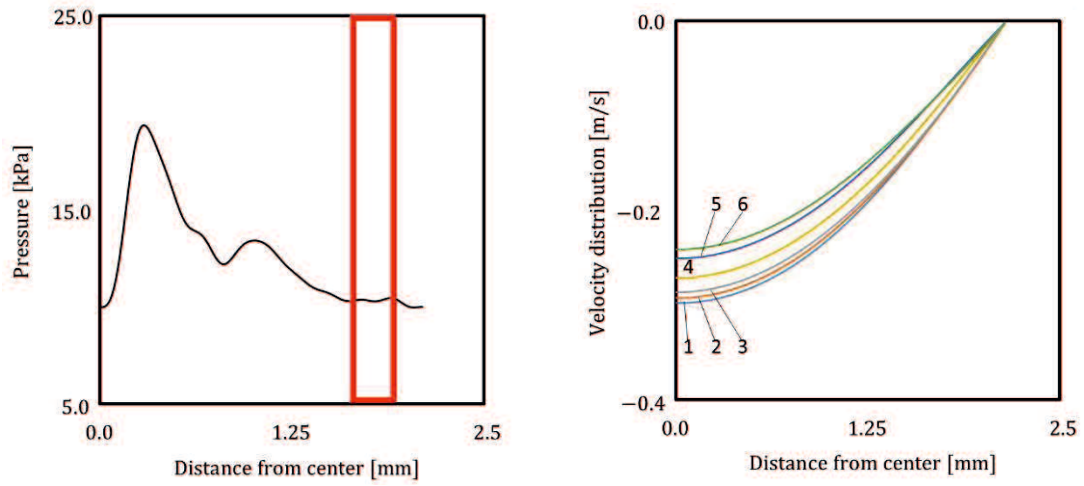 25.0
15.0
5.0
Pressure [kPa]
0.0 1.25 2.5
Distance from center [mm]
0.0
−0.2
−0.4
Velocity distribution [m/s]
5 6
4
1 2 3
0.0 1.25 2.5
Distance from center [mm]